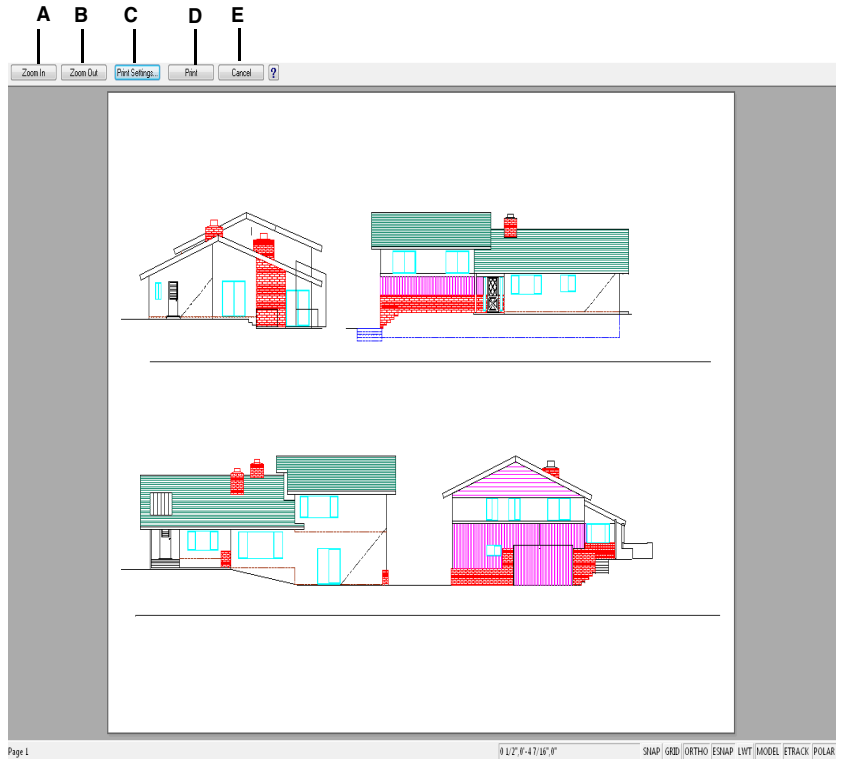 A B C D E
Zoom In Zoom Out Print Settings... Print Cancel ?
Page 1 0 1/2",0'-4 7/16",0" SNAP GRID ORTHO ESNAP LWT MODEL ETRACK POLAR